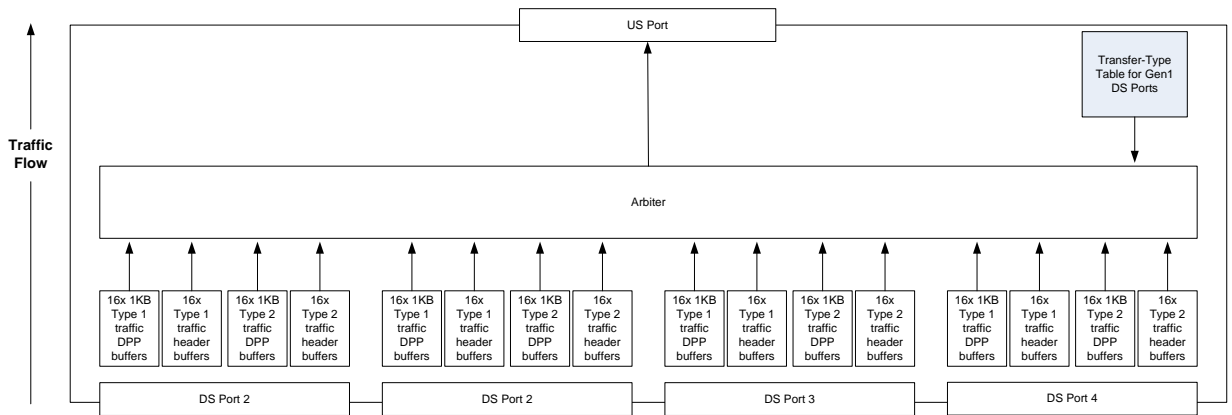 US Port
Transfer-Type
Table for Gen1
DS Ports
Traffic
Flow
Arbiter
16x 1KB
Type 1
traffic
DPP
buffers
16x
Type 1
traffic
header
buffers
16x 1KB
Type 2
traffic
DPP
buffers
16x
Type 2
traffic
header
buffers
16x 1KB
Type 1
traffic
DPP
buffers
16x
Type 1
traffic
header
buffers
16x 1KB
Type 2
traffic
DPP
buffers
16x
Type 2
traffic
header
buffers
16x 1KB
Type 1
traffic
DPP
buffers
16x
Type 1
traffic
header
buffers
16x 1KB
Type 2
traffic
DPP
buffers
16x
Type 2
traffic
header
buffers
16x 1KB
Type 1
traffic
DPP
buffers
16x
Type 1
traffic
header
buffers
16x 1KB
Type 2
traffic
DPP
buffers
16x
Type 2
traffic
header
buffers
DS Port 2
DS Port 2
DS Port 3
DS Port 4